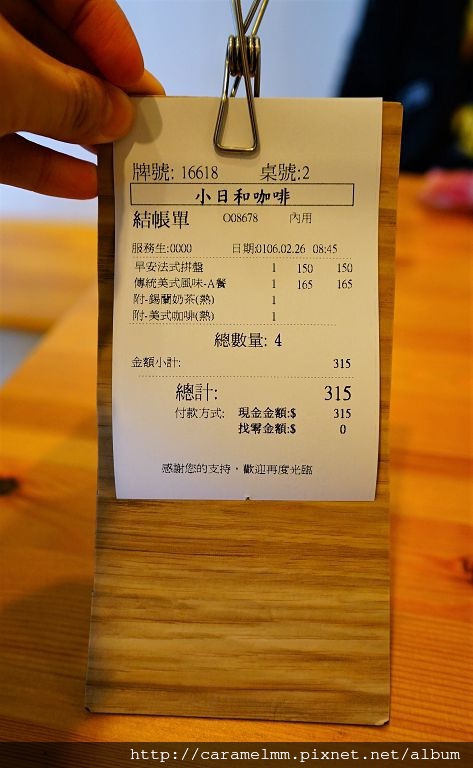 牌號: 16618 桌號:2
小日和咖啡
結帳單 O08678 內用
服務生:0000 日期:0106.02.26 08:45
早安法式拼盤 1 150 150
傳統美式風味-A餐 1 165 165
附-錫蘭奶茶(熱) 1
附-美式咖啡(熱) 1
總數量: 4
金額小計: 315
總計: 315
付款方式: 現金金額:$ 315
找零金額:$ 0
感謝您的支持，歡迎再度光臨
http://caramelmm.pixnet.net/album